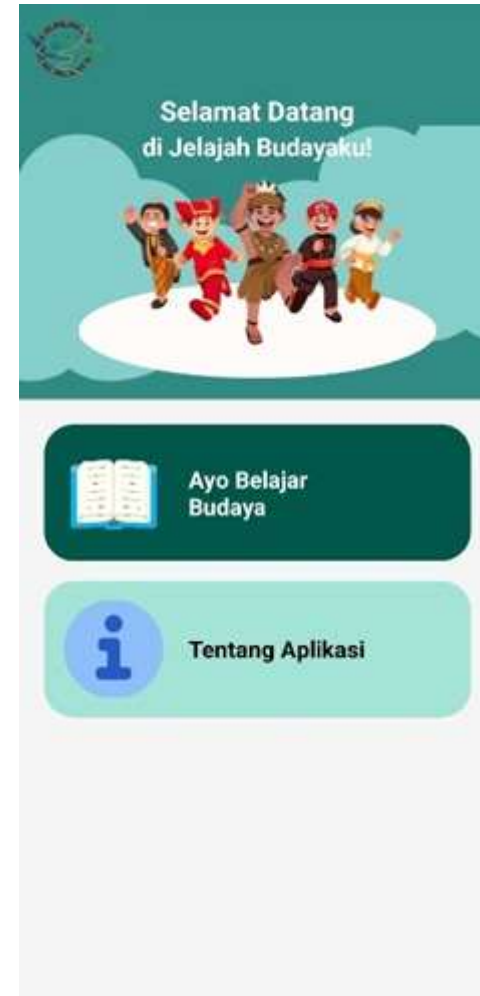 Selamat Datang
di Jelajah Budayaku!
Ayo Belajar
Budaya
Tentang Aplikasi